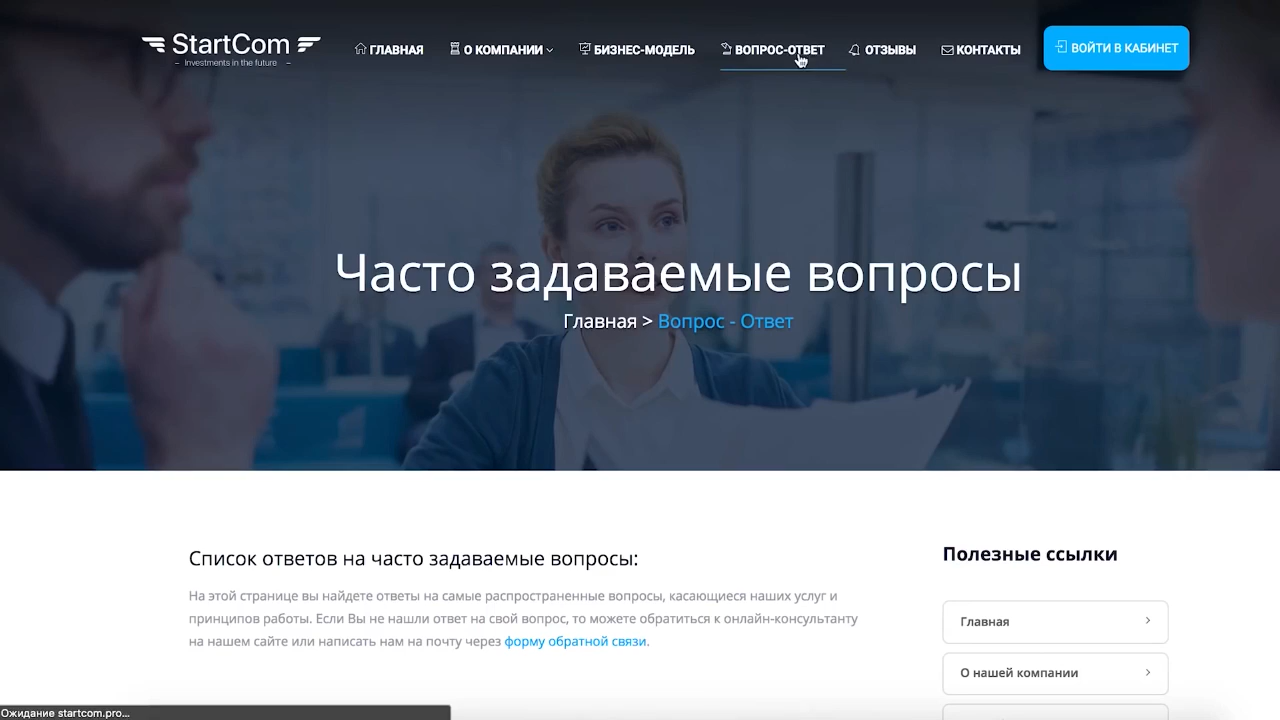 StartCom
– Investments in the future –
ГЛАВНАЯ
О КОМПАНИИ
БИЗНЕС-МОДЕЛЬ
ВОПРОС-ОТВЕТ
ОТЗЫВЫ
КОНТАКТЫ
ВОЙТИ В КАБИНЕТ
Часто задаваемые вопросы
Главная > Вопрос - Ответ
Список ответов на часто задаваемые вопросы:
На этой странице вы найдете ответы на самые распространенные вопросы, касающиеся наших услуг и
принципов работы. Если Вы не нашли ответ на свой вопрос, то можете обратиться к онлайн-консультанту
на нашем сайте или написать нам на почту через форму обратной связи.
Полезные ссылки
Главная
О нашей компании
Ожидание startcom.pro...